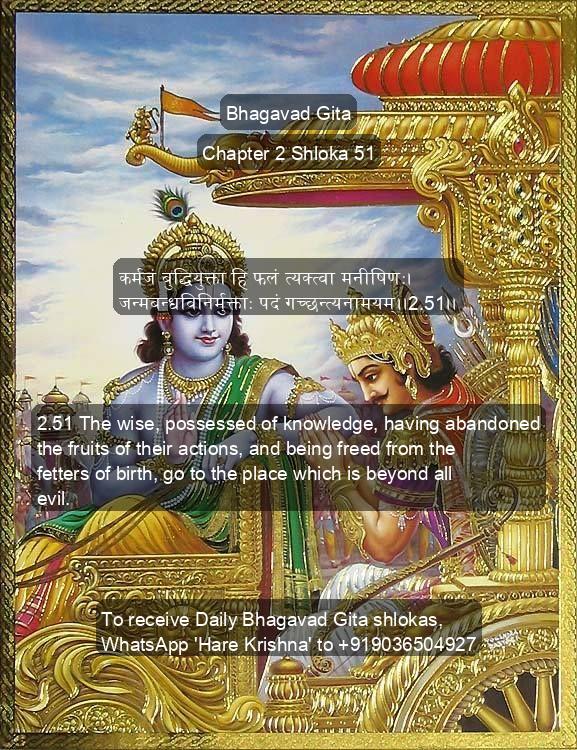 Bhagavad Gita
Chapter 2 Shloka 51
कर्मजं बुद्धियुक्ता हि फलं त्यक्त्वा मनीषिणः।
जन्मबन्धविनिर्मुक्ताः पदं गच्छन्त्यनामयम्।।2.51।।
2.51 The wise, possessed of knowledge, having abandoned
the fruits of their actions, and being freed from the
fetters of birth, go to the place which is beyond all
evil.
To receive Daily Bhagavad Gita shlokas,
WhatsApp 'Hare Krishna' to +919036504927